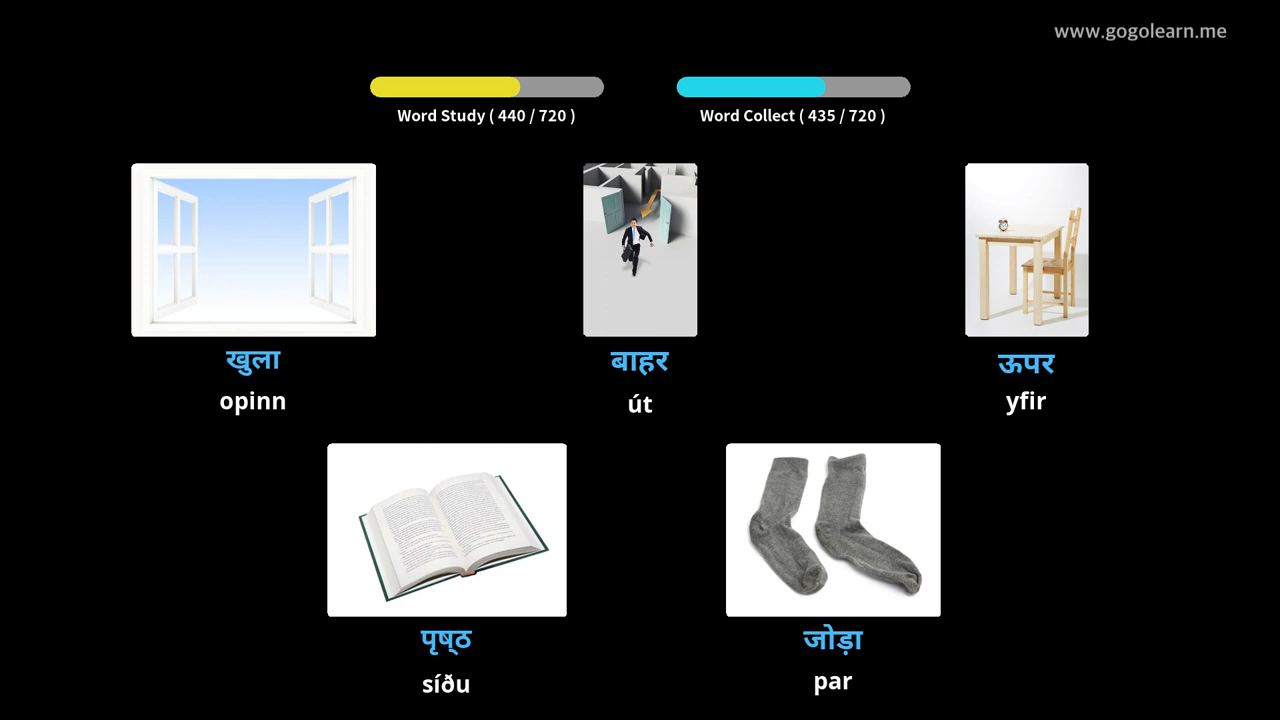 www.gogolearn.me
Word Study ( 440 / 720 )
Word Collect ( 435 / 720 )
खुला
opinn
बाहर
út
ऊपर
yfir
पृष्ठ
síðu
जोड़ा
par